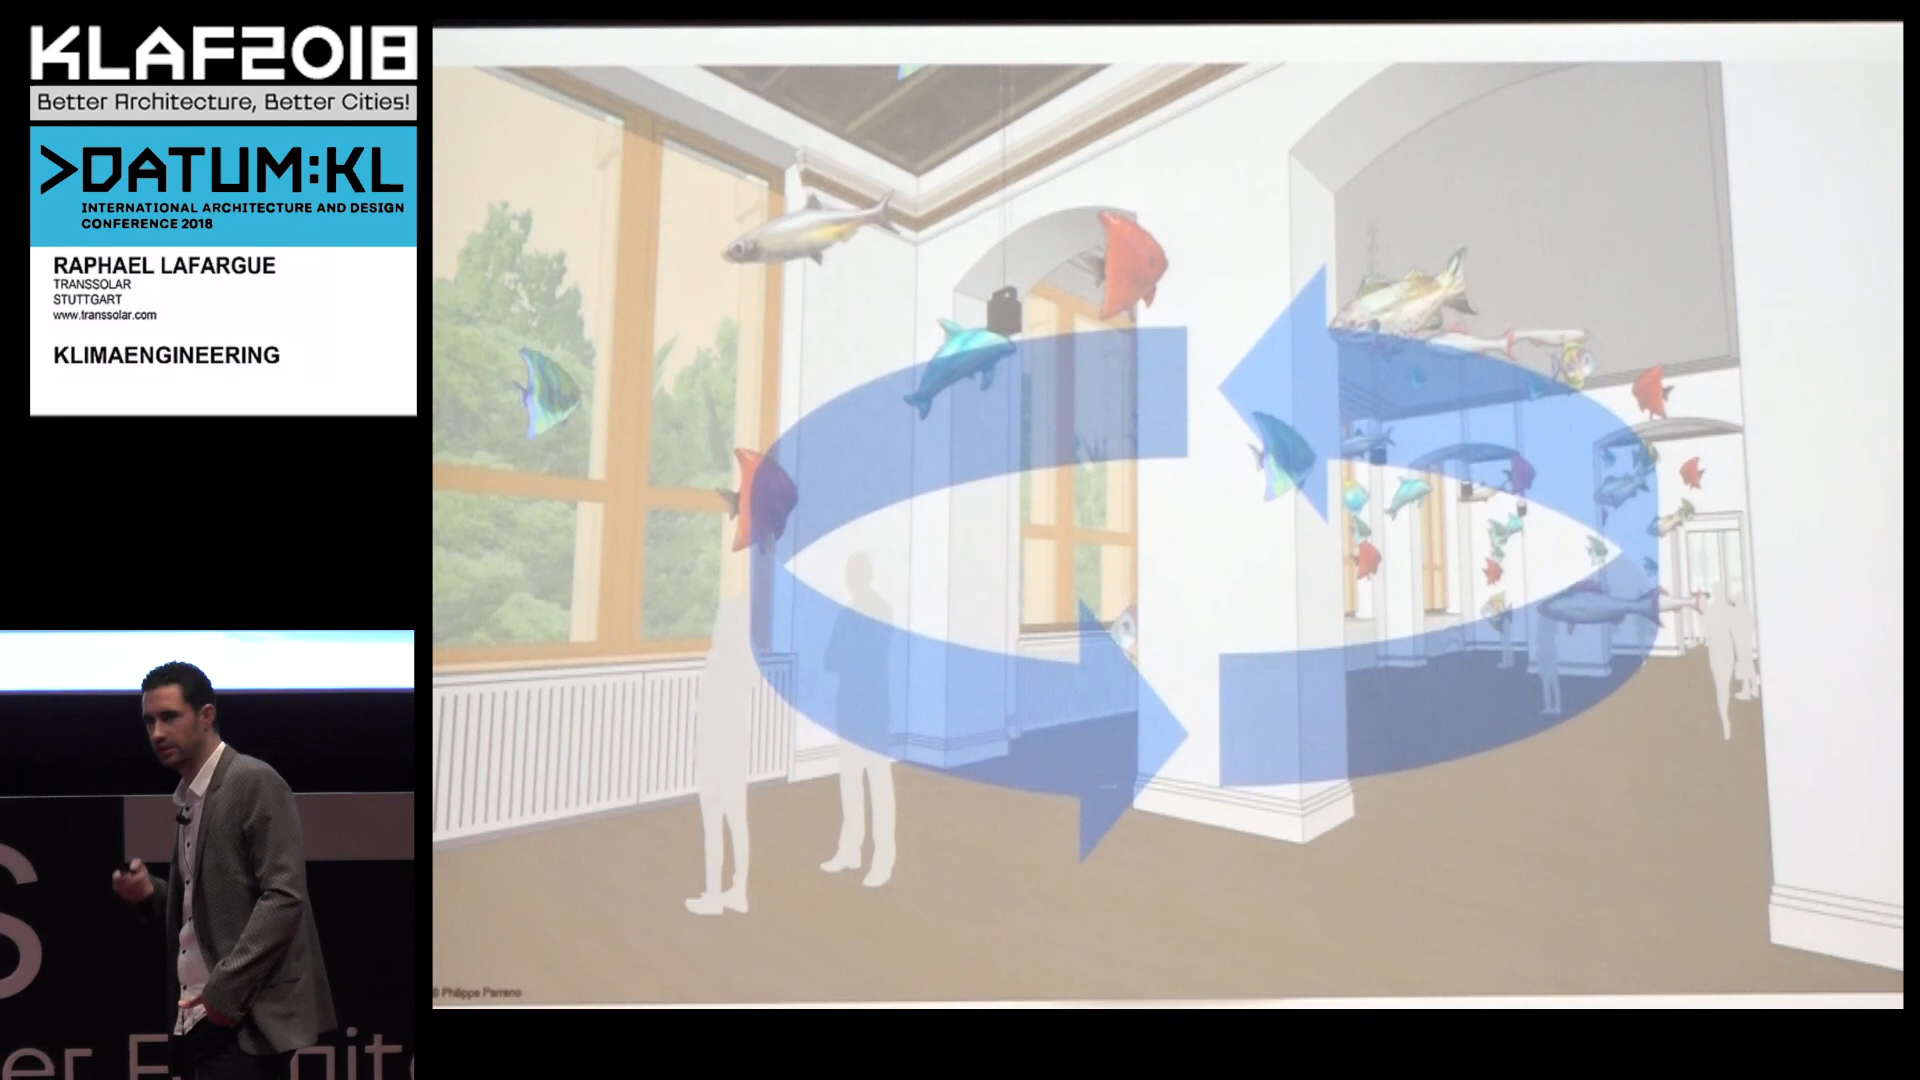 KLAF2018
Better Architecture, Better Cities!
>DATUM:KL
INTERNATIONAL ARCHITECTURE AND DESIGN
CONFERENCE 2018
RAPHAEL LAFARGUE
TRANSSOLAR
STUTTGART
www.transsolar.com
KLIMAENGINEERING
© Philippe Parreno